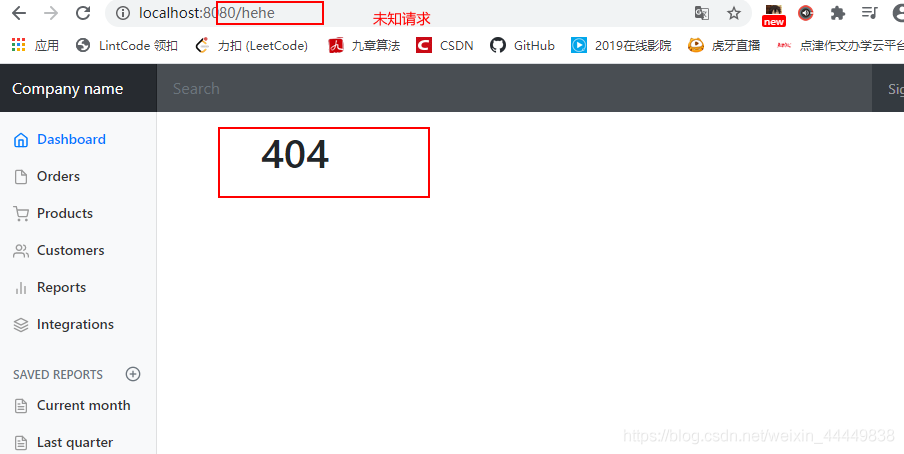 localhost:8080/hehe
未知请求
new
应用 LintCode 领扣 力扣 (LeetCode) 九章算法 CSDN GitHub 2019在线影院 虎牙直播 点津作文办学云平台
Company name Search Sig
Dashboard
404
Orders
Products
Customers
Reports
Integrations
SAVED REPORTS
Current month
Last quarter
https://blog.csdn.net/weixin_44449838